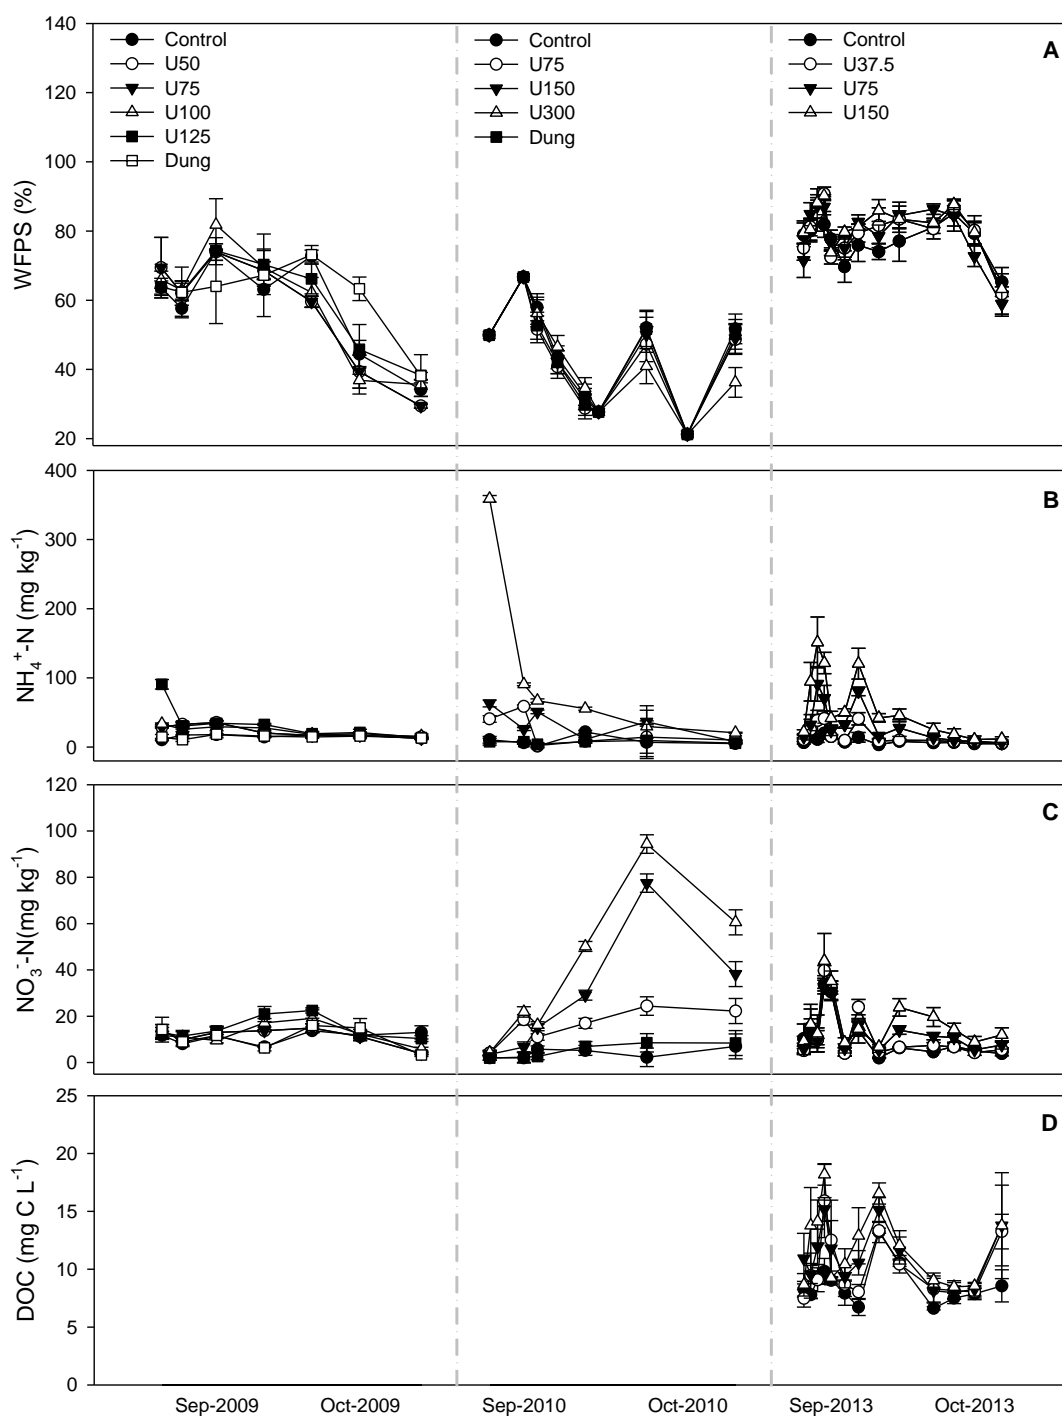 A
Control
U50
U75
U100
U125
Dung
Control
U75
U150
U300
Dung
Control
U37.5
U75
U150
WFPS (%)
140
120
100
80
60
40
20
B
NH₄⁺-N (mg kg⁻¹)
400
300
200
100
0
C
NO₃⁻-N(mg kg⁻¹)
120
100
80
60
40
20
0
D
DOC (mg C L⁻¹)
25
20
15
10
5
0
Sep-2009 Oct-2009 Sep-2010 Oct-2010 Sep-2013 Oct-2013